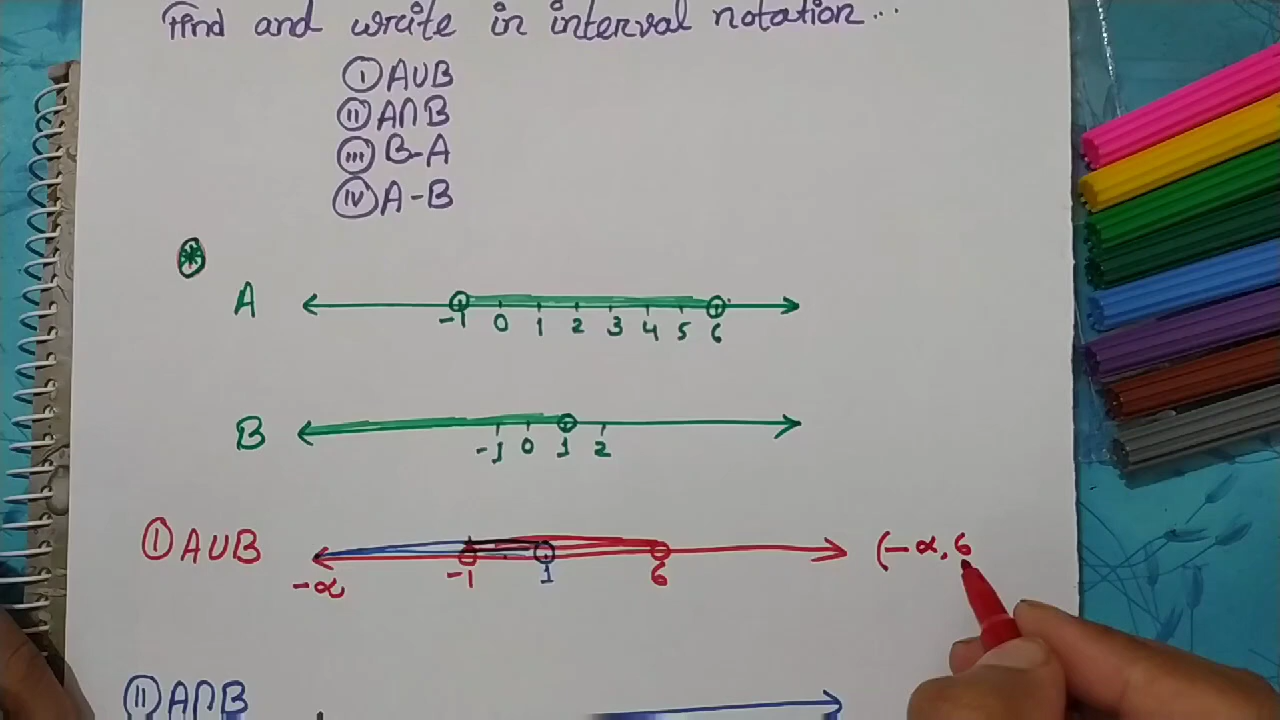 Find and write in interval notation...
(i) A∪B
(ii) A∩B
(iii) B-A
(iv) A-B
A
-1 0 1 2 3 4 5 6
B
-1 0 1 2
(i) A∪B (-α, 6
-α -1 1 6
(ii) A∩B